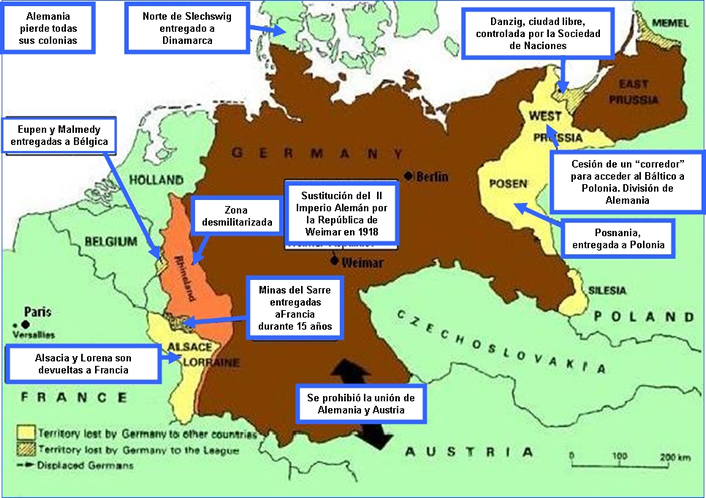 Alemania
pierde todas
sus colonias
Norte de Slechswig
entregado a
Dinamarca
Danzig, ciudad libre,
controlada por la Sociedad
de Naciones
MEMEL
EAST
PRUSSIA
WEST
PRUSSIA
Eupen y Malmedy
entregadas a Bélgica
GERMANY
Berlin
HOLLAND
POSEN
Cesión de un “corredor”
para acceder al Báltico a
Polonia. División de
Alemania
Zona
desmilitarizada
Sustitución del II
Imperio Alemán por
la República de
Weimar en 1918
Posnania,
entregada a Polonia
BELGIUM
Weimar
Rhineland
Minas del Sarre
entregadas
aFrancia
durante 15 años
SILESIA
POLAND
Paris
Versailles
CZECHOSLOVAKIA
ALSACE
LORRAINE
Alsacia y Lorena son
devueltas a Francia
FRANCE
Se prohibió la unión de
Alemania y Austria
Territory lost by Germany to other countries
Territory lost by Germany to the League
Displaced Germans
AUSTRIA
0 100 200
km